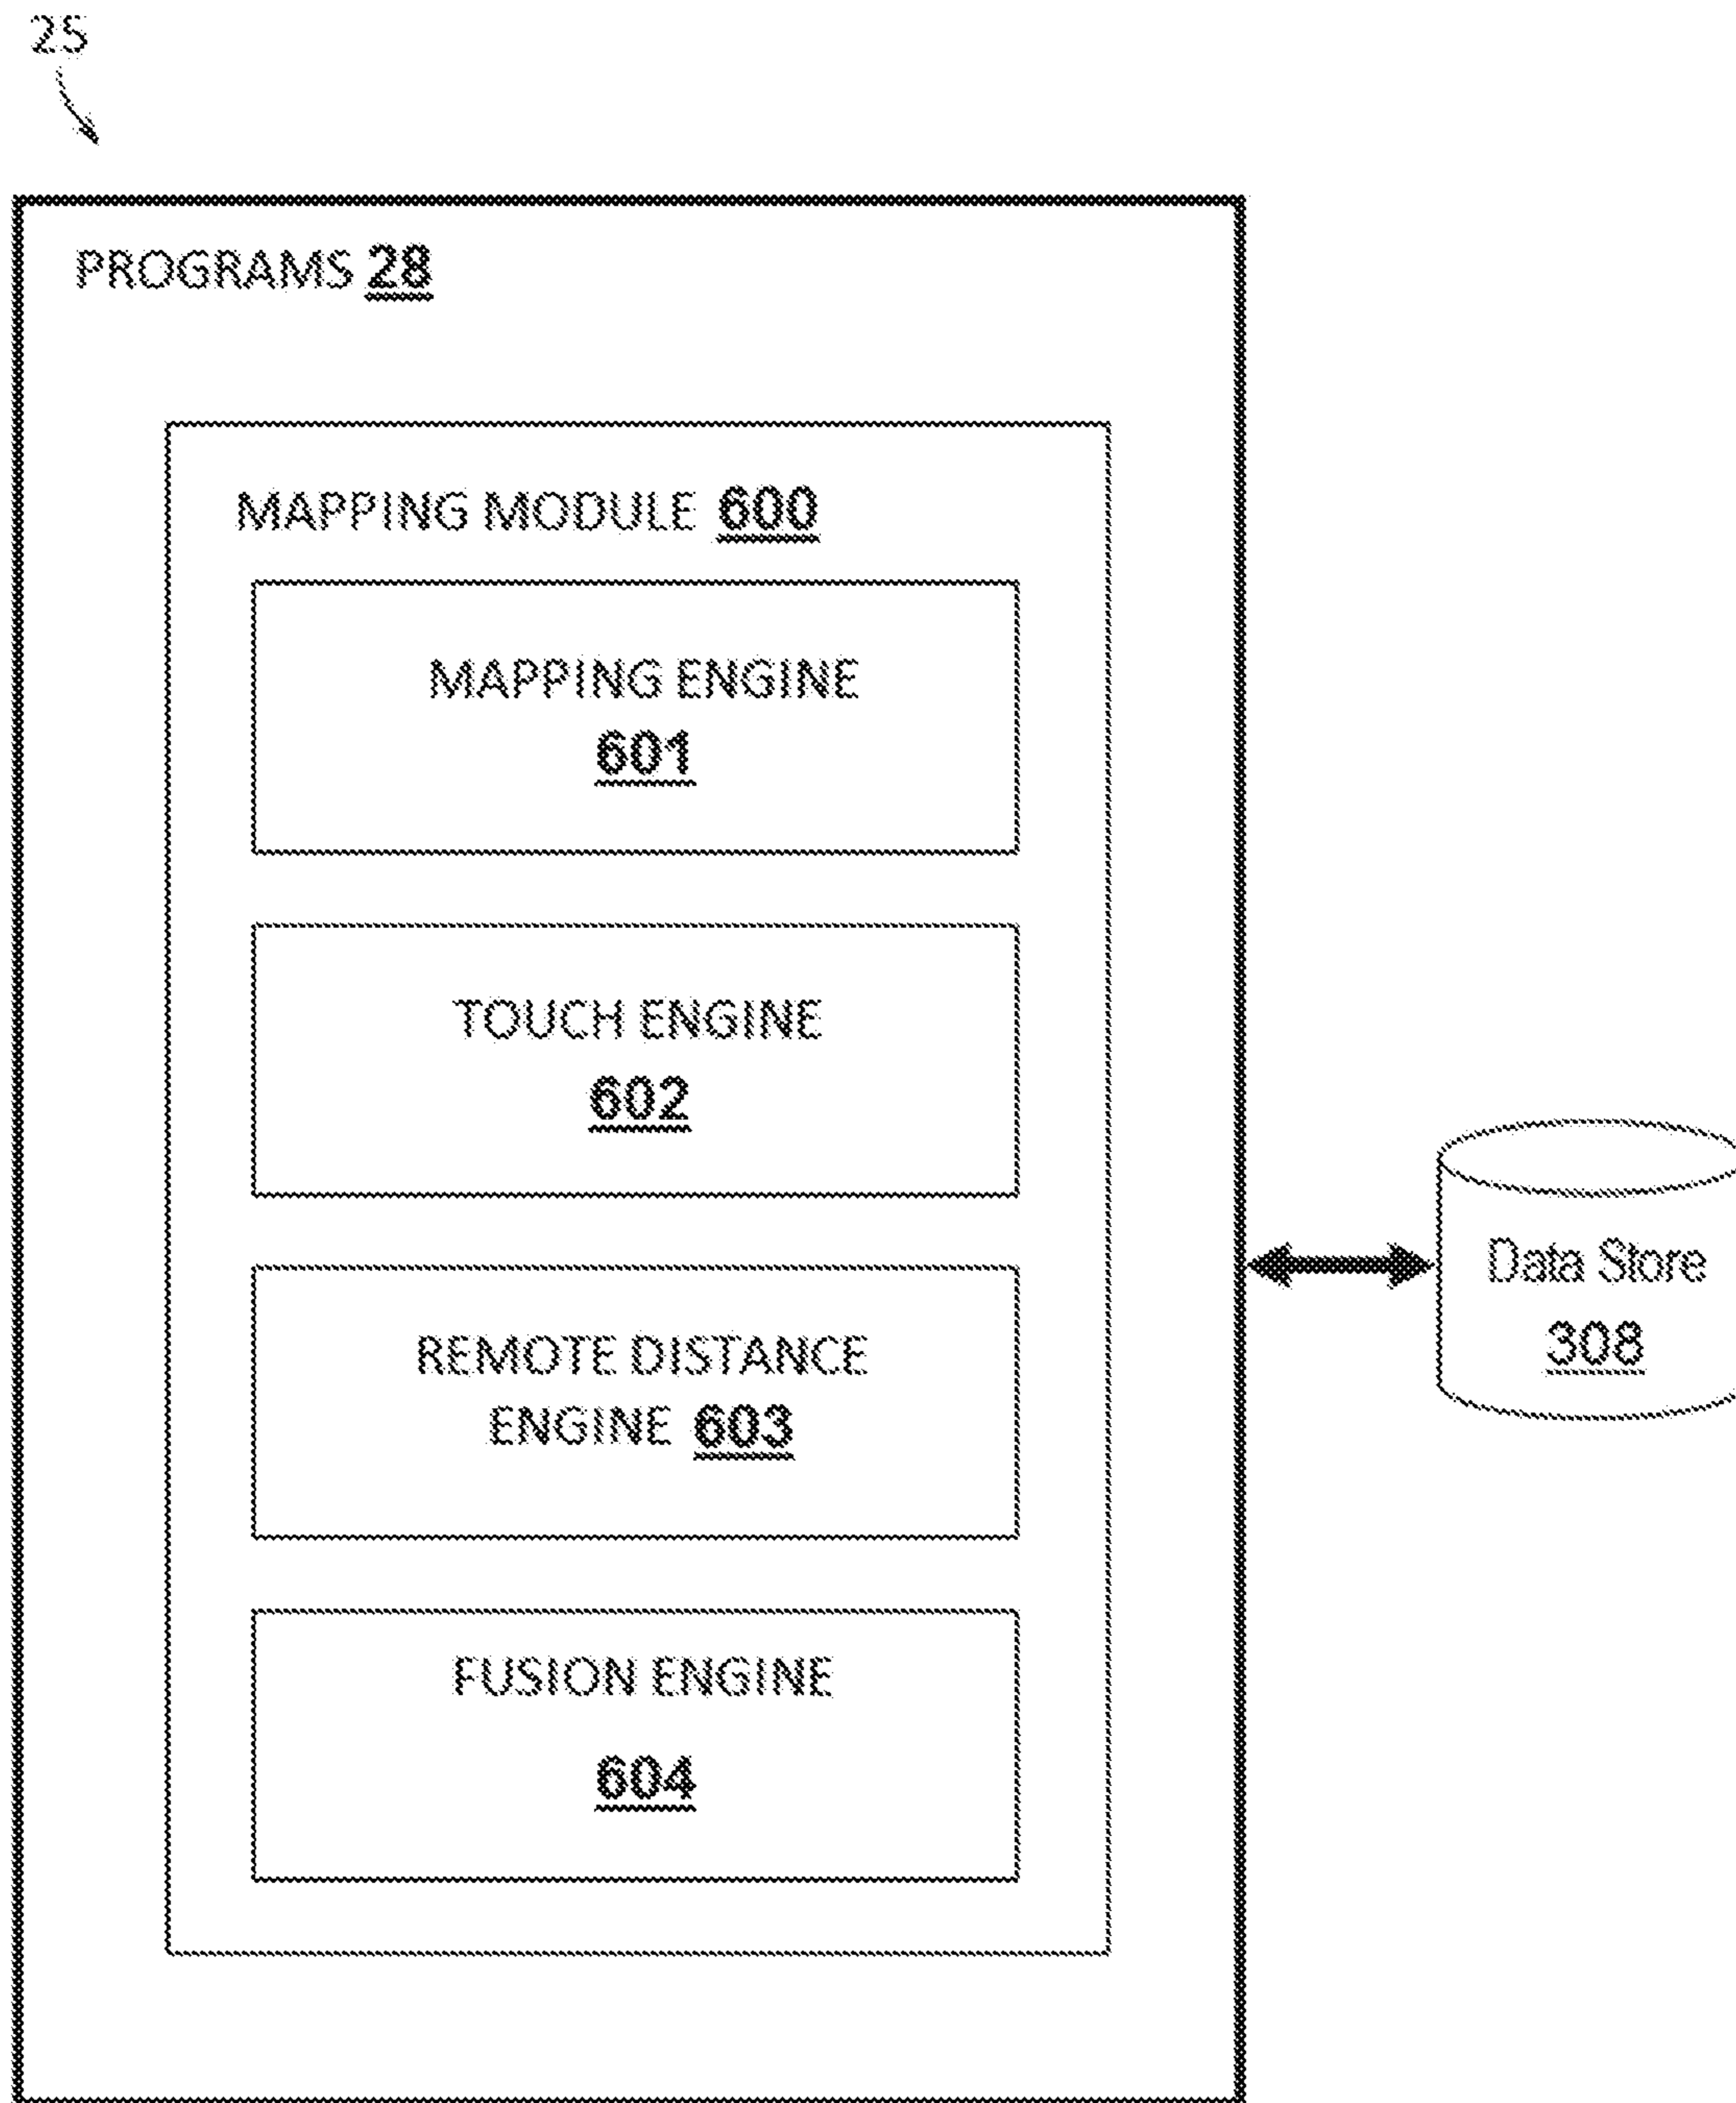 25
PROGRAMS 28
MAPPING MODULE 600
MAPPING ENGINE
601
TOUCH ENGINE
602
REMOTE DISTANCE
ENGINE 603
FUSION ENGINE
604
Data Store
308